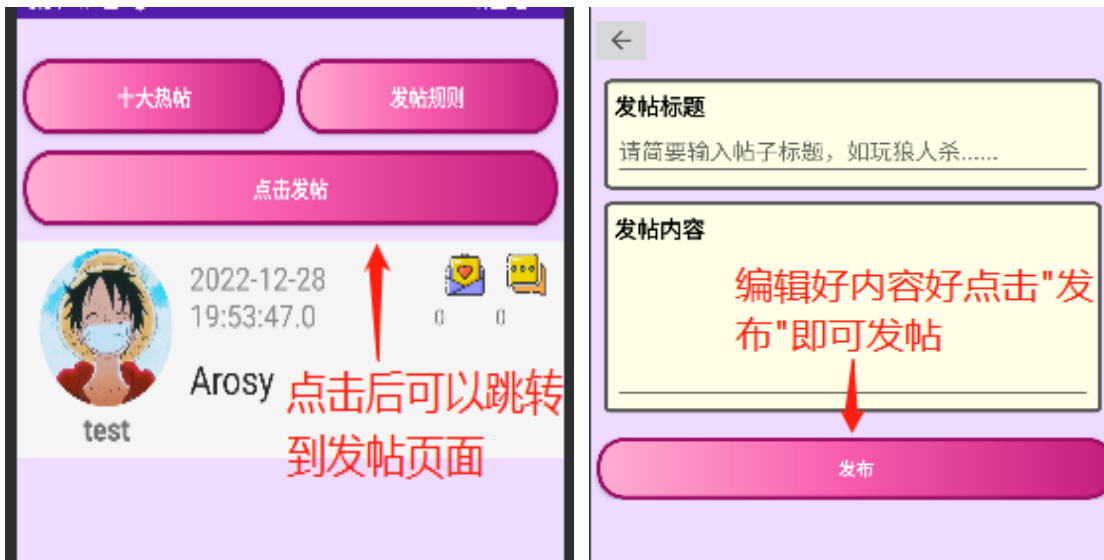 十大热帖
发帖规则
点击发帖
2022-12-28
19:53:47.0
0
0
Arosy
test
点击后可以跳转
到发帖页面
发帖标题
请简要输入帖子标题，如玩狼人杀......
发帖内容
编辑好内容好点击"发
布"即可发帖
发布